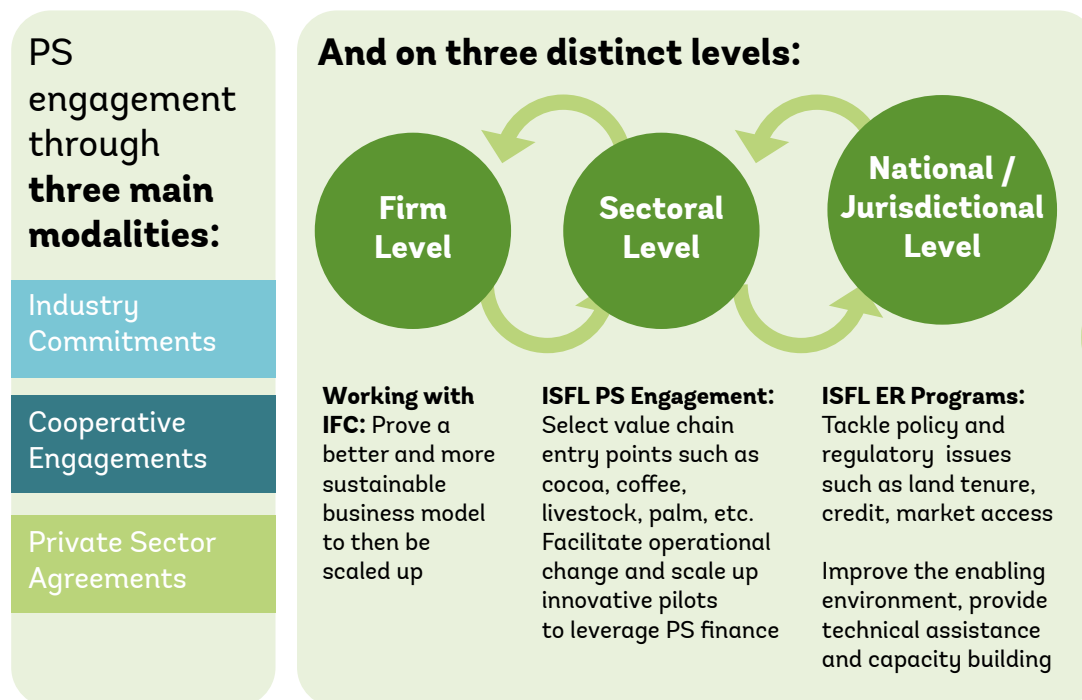 PS
engagement
through
three main
modalities:
Industry
Commitments
Cooperative
Engagements
Private Sector
Agreements
And on three distinct levels:
Firm
Level
Sectoral
Level
National /
Jurisdictional
Level
Working with
IFC: Prove a
better and more
sustainable
business model
to then be
scaled up
ISFL PS Engagement:
Select value chain
entry points such as
cocoa, coffee,
livestock, palm, etc.
Facilitate operational
change and scale up
innovative pilots
to leverage PS finance
ISFL ER Programs:
Tackle policy and
regulatory issues
such as land tenure,
credit, market access
Improve the enabling
environment, provide
technical assistance
and capacity building